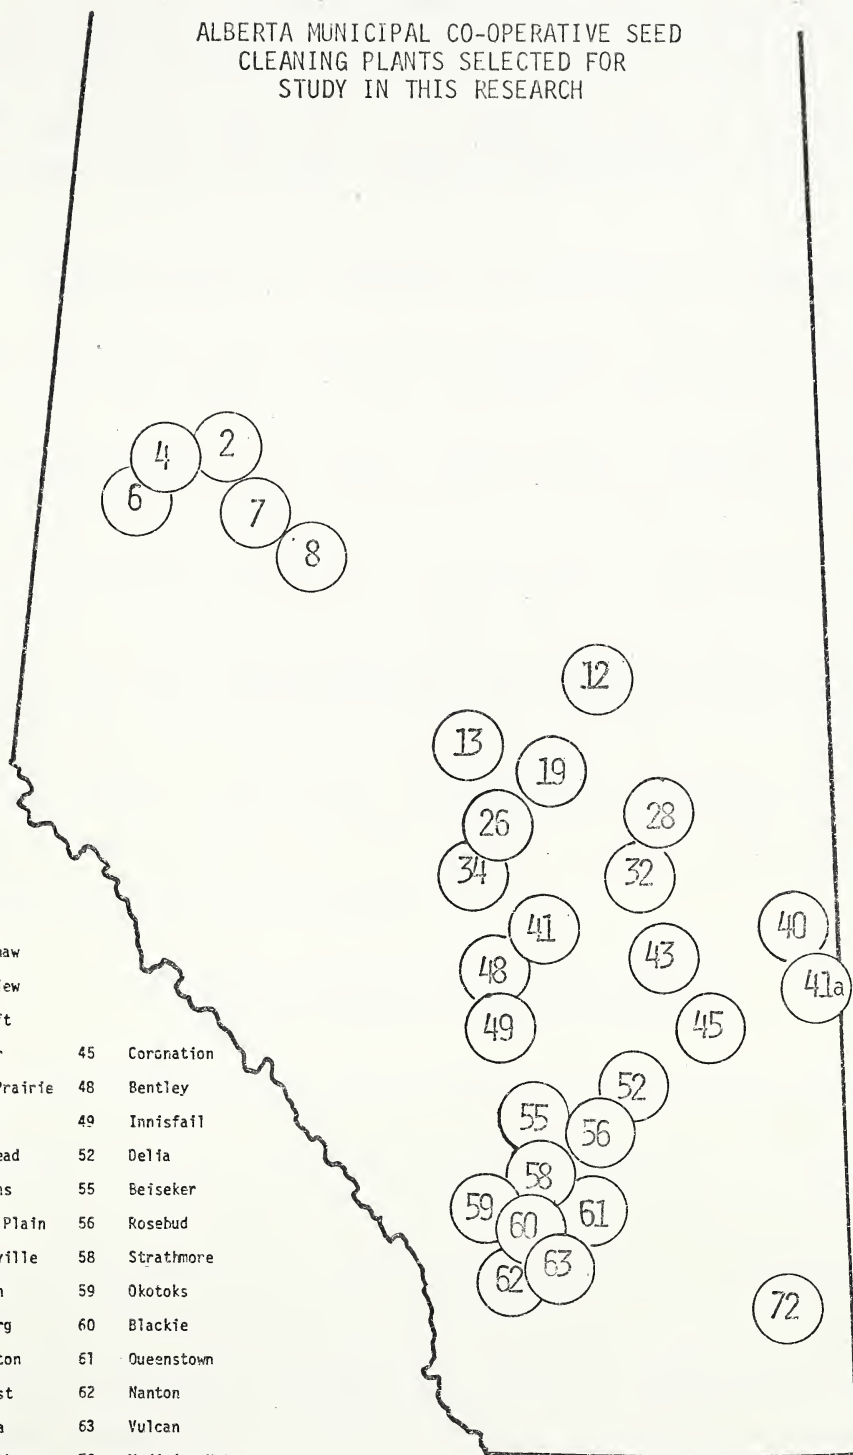 ALBERTA MUNICIPAL CO-OPERATIVE SEED
CLEANING PLANTS SELECTED FOR
STUDY IN THIS RESEARCH
4 2
6 7
8
12
13
19
26 28
34 32
41 40
48 43 41a
49 45
52
55 56
58
59 60 61
62 63
72
45 Coronation
Prairie 48 Bentley
49 Innisfail
52 Delia
55 Beiseker
Plain 56 Rosebud
58 Strathmore
59 Okotoks
60 Blackie
61 Queenstown
62 Nanton
63 Vulcan